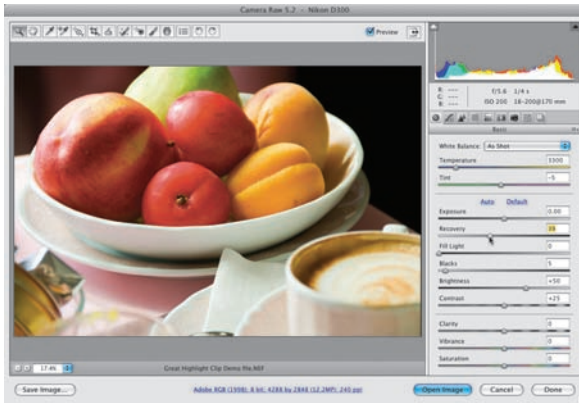 Camera Raw 5.2 - Nikon D300
Preview
R: ---
G: ---
B: ---
f/5.6 1/4 s
ISO 200 18-200@170 mm
Basic
White Balance: As Shot
Temperature 3300
Tint -5
Auto Default
Exposure 0.00
Recovery 39
Fill Light 0
Blacks 5
Brightness +50
Contrast +25
Clarity 0
Vibrance 0
Saturation 0
17.4% Great Highlight Clip Demo Pie.NEF
Save Image... Adobe RGB (1998); 8 bit; 4288 by 2848 (12.2MP); 240 ppi Open Image Cancel Done